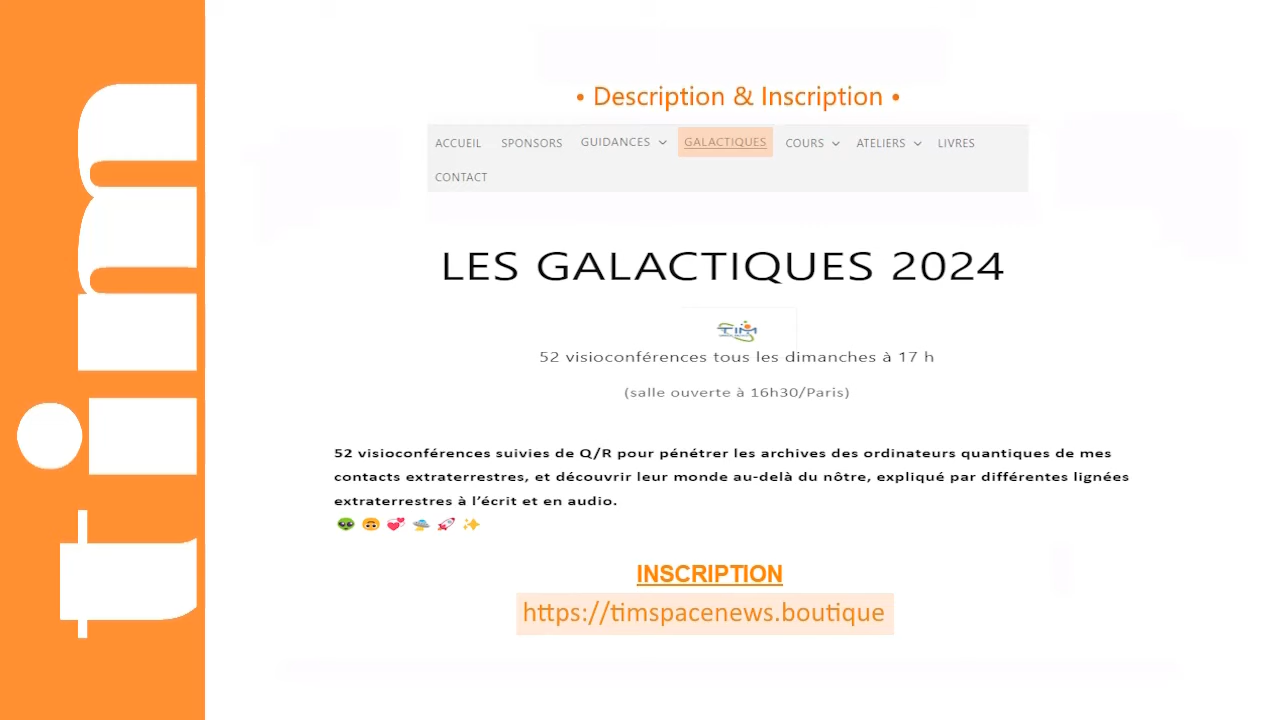 tim
• Description & Inscription •
ACCUEIL SPONSORS GUIDANCES GALACTIQUES COURS ATELIERS LIVRES
CONTACT
LES GALACTIQUES 2024
TIM
52 visioconférences tous les dimanches à 17 h
(salle ouverte à 16h30/Paris)
52 visioconférences suivies de Q/R pour pénétrer les archives des ordinateurs quantiques de mes
contacts extraterrestres, et découvrir leur monde au-delà du nôtre, expliqué par différentes lignées
extraterrestres à l’écrit et en audio.
👽 🙃 💞 🛸 🚀 ✨
INSCRIPTION
https://timspacenews.boutique